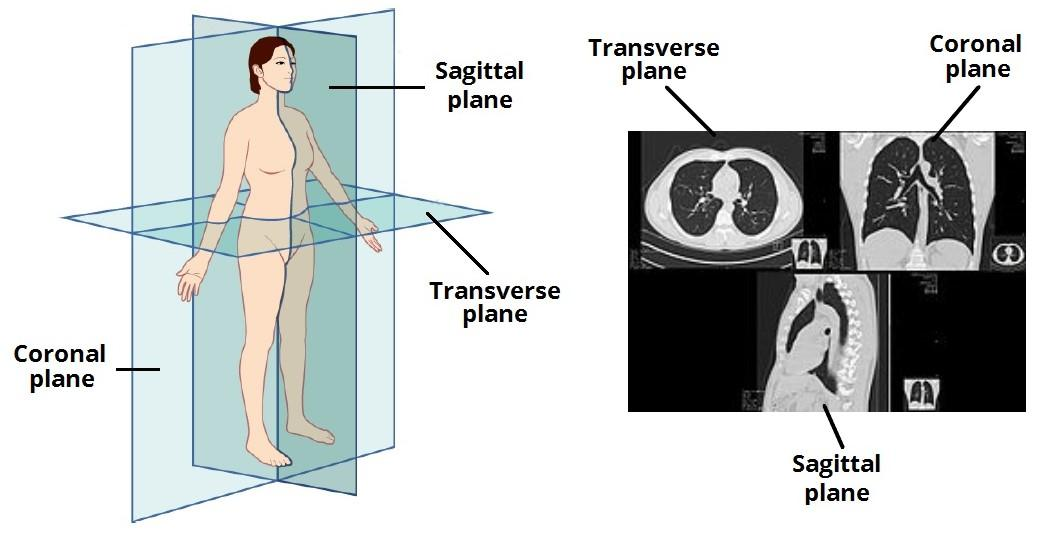 Sagittal
plane
Transverse
plane
Coronal
plane
Transverse
plane
Coronal
plane
Sagittal
plane